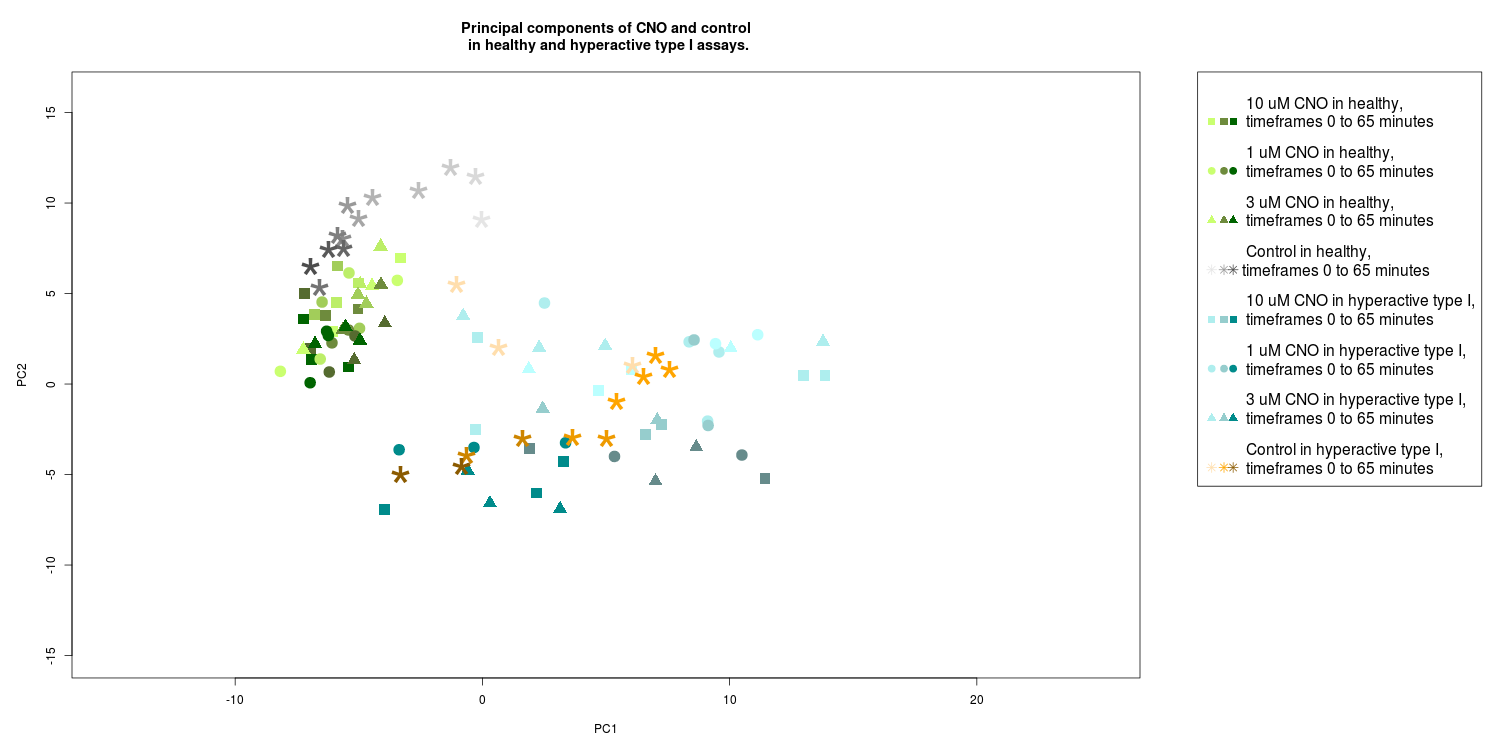 Principal components of CNO and control
in healthy and hyperactive type I assays.
15
10
5
0
-5
-10
-15
PC2
-10
0
10
20
PC1
10 uM CNO in healthy,
timeframes 0 to 65 minutes
1 uM CNO in healthy,
timeframes 0 to 65 minutes
3 uM CNO in healthy,
timeframes 0 to 65 minutes
Control in healthy,
timeframes 0 to 65 minutes
10 uM CNO in hyperactive type I,
timeframes 0 to 65 minutes
1 uM CNO in hyperactive type I,
timeframes 0 to 65 minutes
3 uM CNO in hyperactive type I,
timeframes 0 to 65 minutes
Control in hyperactive type I,
timeframes 0 to 65 minutes